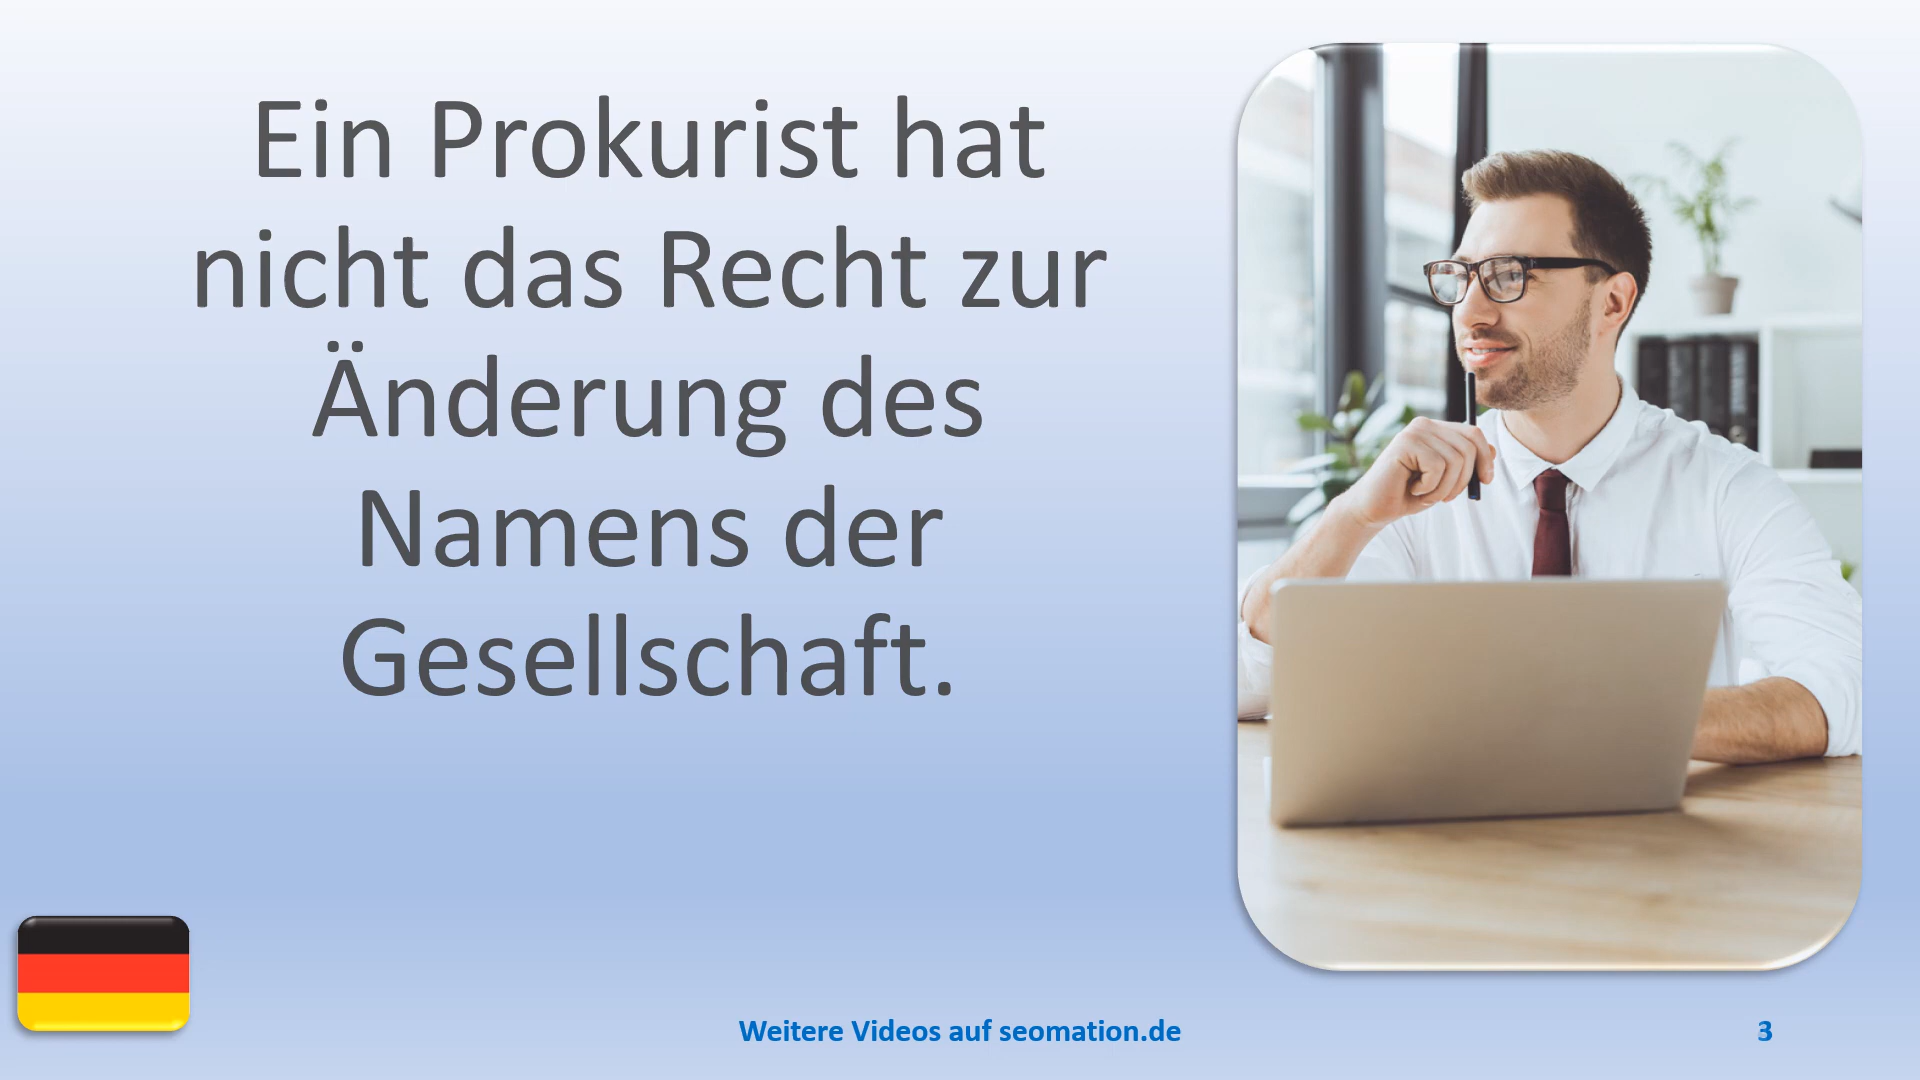 Ein Prokurist hat
nicht das Recht zur
Änderung des
Namens der
Gesellschaft.
Weitere Videos auf seomation.de
3